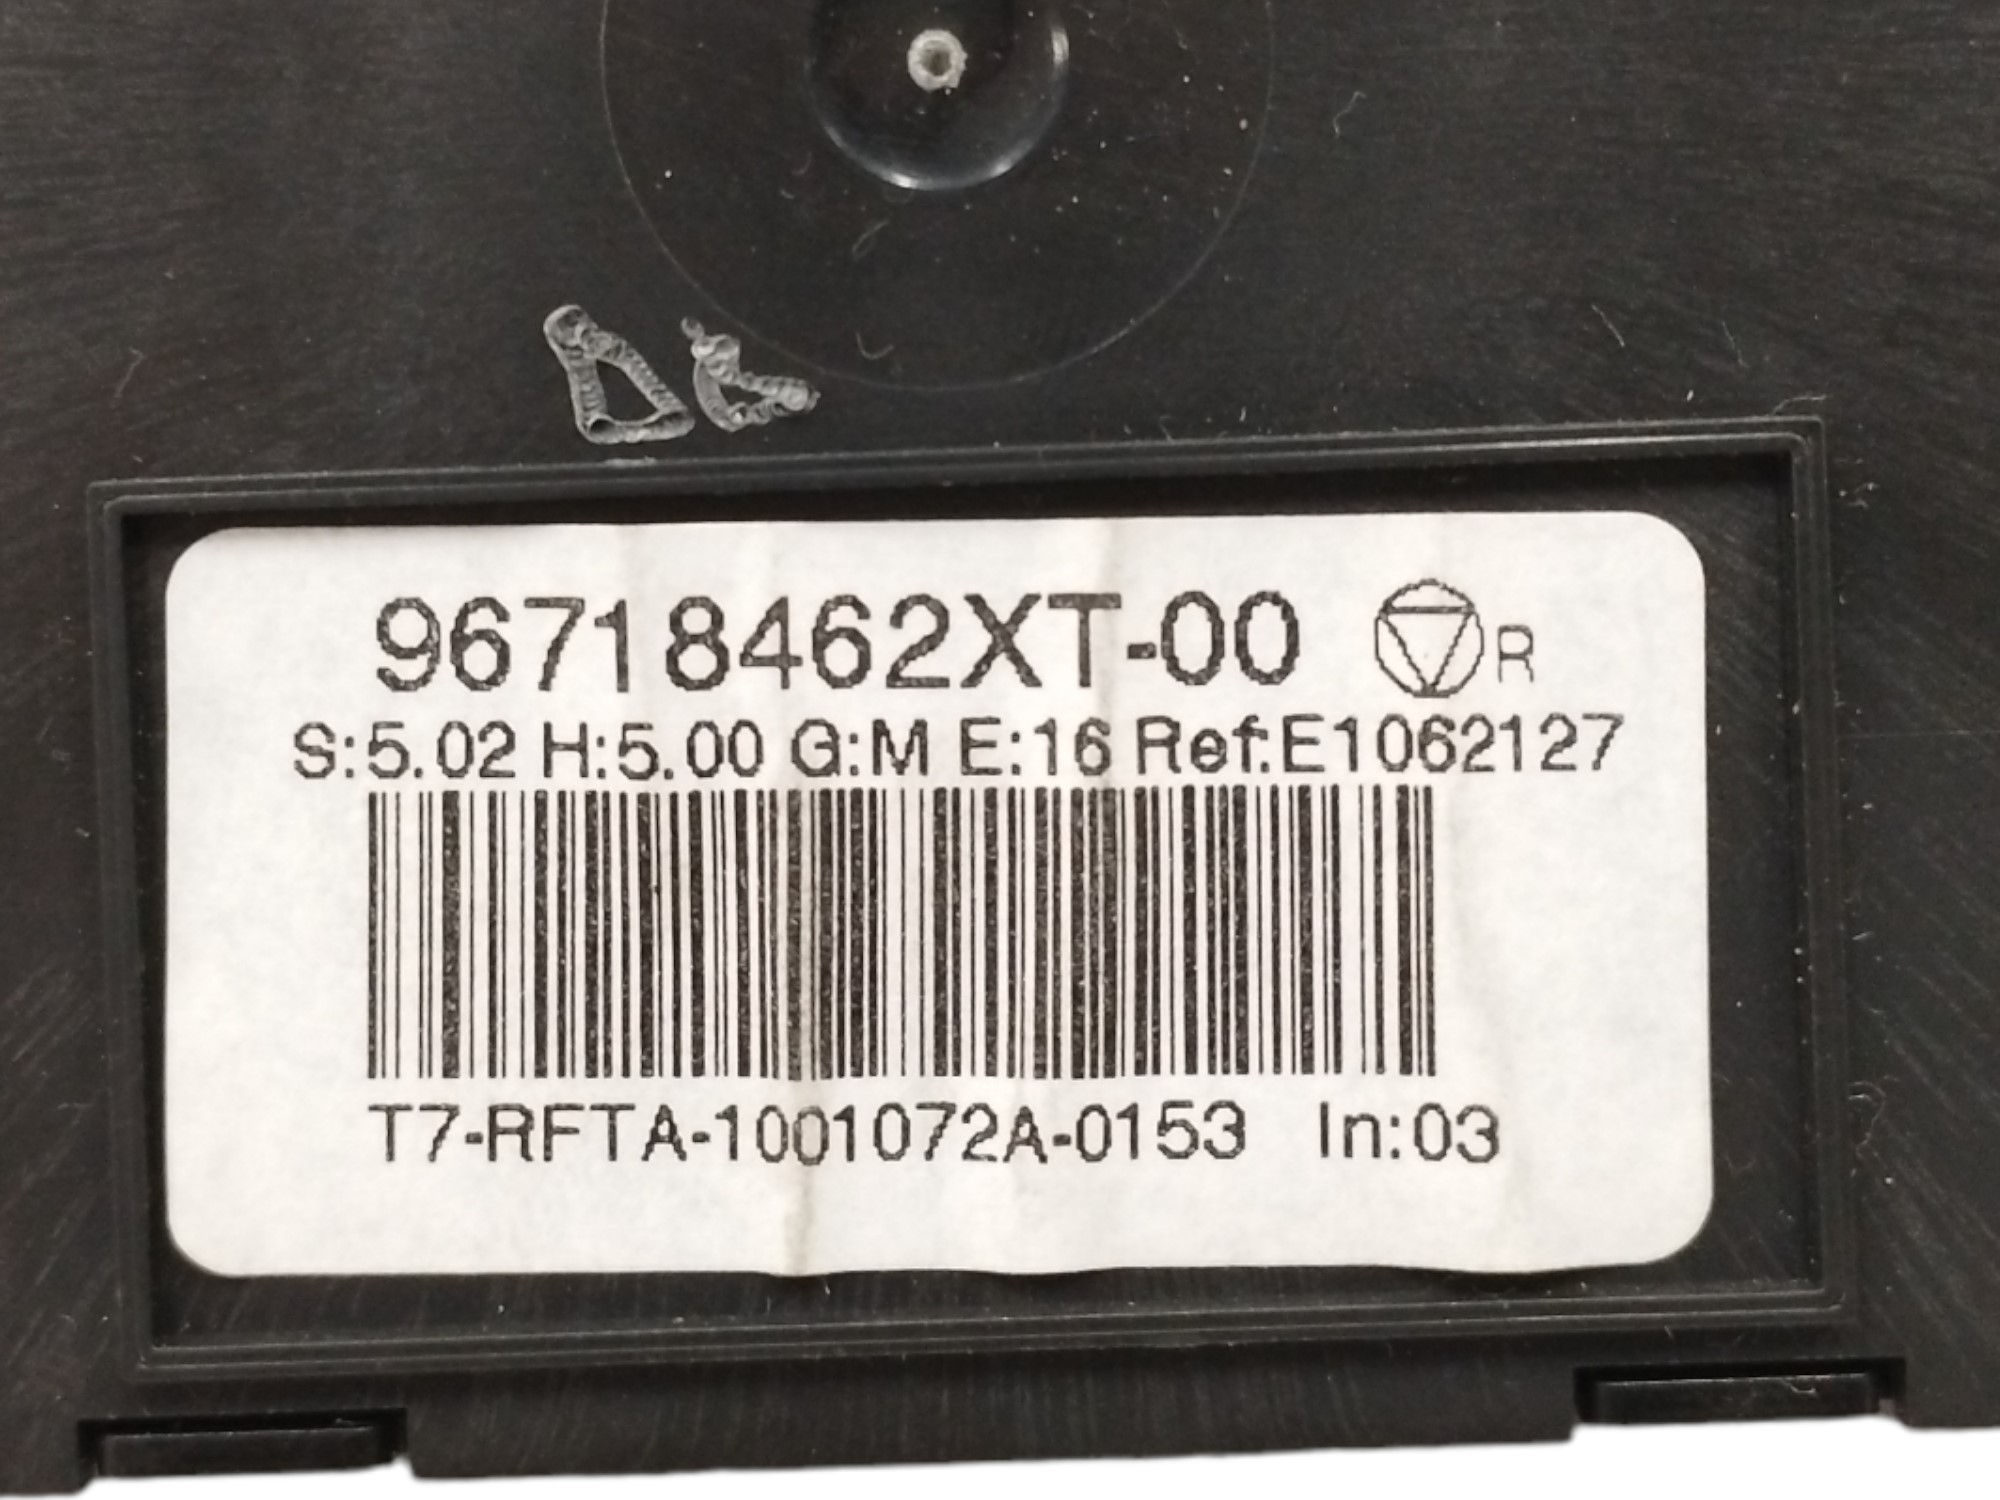 96718462XT-00 R
S:5.02 H:5.00 G:M E:16 Ref:E1062127
T7-RFTA-1001072A-0153 In:03